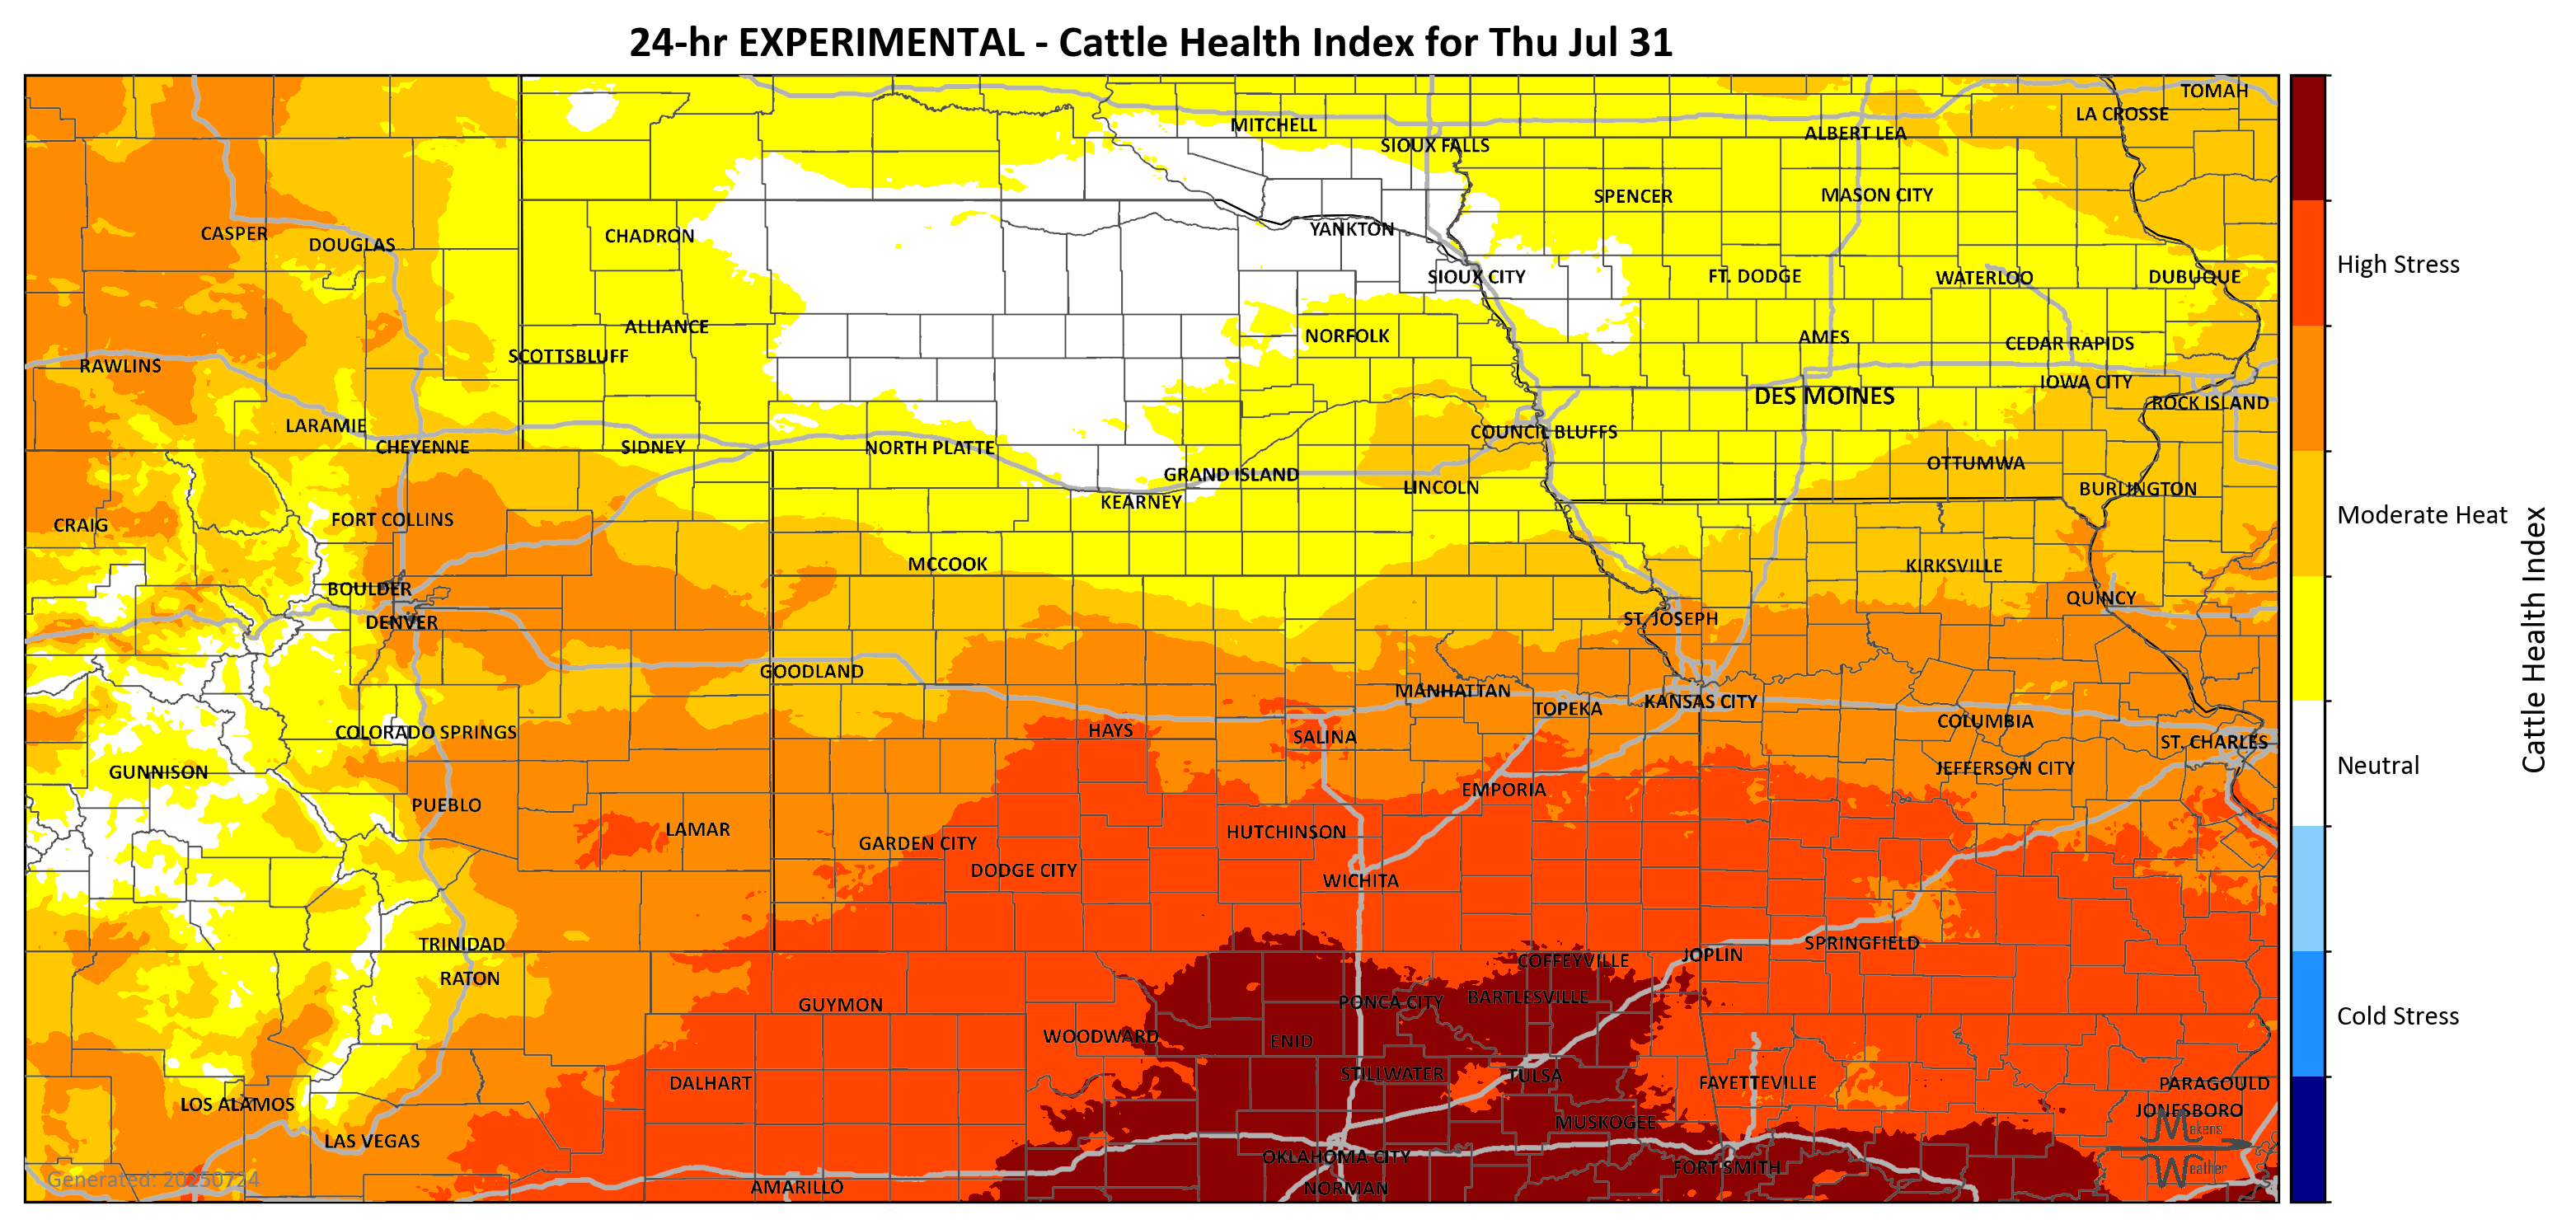 24-hr EXPERIMENTAL - Cattle Health Index for Thu Jul 31
TOMAH
LA CROSSE
MITCHELL
ALBERT LEA
SIOUX FALLS
SPENCER
MASON CITY
CASPER
DOUGLAS
CHADRON
YANKTON
SIOUX CITY
FT. DODGE
WATERLOO
DUBUQUE
High Stress
ALLIANCE
NORFOLK
AMES
CEDAR RAPIDS
SCOTTSBLUFF
RAWLINS
IOWA CITY
DES MOINES
ROCK ISLAND
LARAMIE
COUNCIL BLUFFS
CHEYENNE
SIDNEY
NORTH PLATTE
GRAND ISLAND
OTTUMWA
LINCOLN
BURLINGTON
KEARNEY
Moderate Heat
CRAIG
FORT COLLINS
MCCOOK
KIRKSVILLE
BOULDER
QUINCY
DENVER
ST. JOSEPH
Cattle Health Index
GOODLAND
MANHATTAN
TOPEKA
KANSAS CITY
COLUMBIA
COLORADO SPRINGS
HAYS
SALINA
ST. CHARLES
GUNNISON
JEFFERSON CITY
Neutral
EMPORIA
PUEBLO
LAMAR
HUTCHINSON
GARDEN CITY
DODGE CITY
WICHITA
TRINIDAD
SPRINGFIELD
JOPLIN
COFFEYVILLE
RATON
GUYMON
PONCA CITY
BARTLESVILLE
Cold Stress
WOODWARD
ENID
STILLWATER
TULSA
DALHART
FAYETTEVILLE
PARAGOULD
LOS ALAMOS
JONESBORO
MUSKOGEE
Makens
LAS VEGAS
OKLAHOMA CITY
FORT SMITH
Weather
Generated: 20250724
AMARILLO
NORMAN